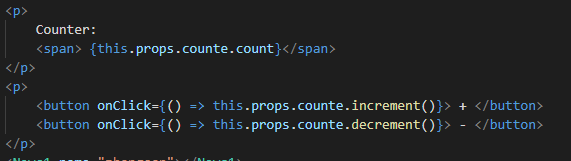 <p>
Counter:
<span> {this.props.counte.count}</span>
</p>
<p>
<button onClick={() => this.props.counte.increment()}> + </button>
<button onClick={() => this.props.counte.decrement()}> - </button>
</p>